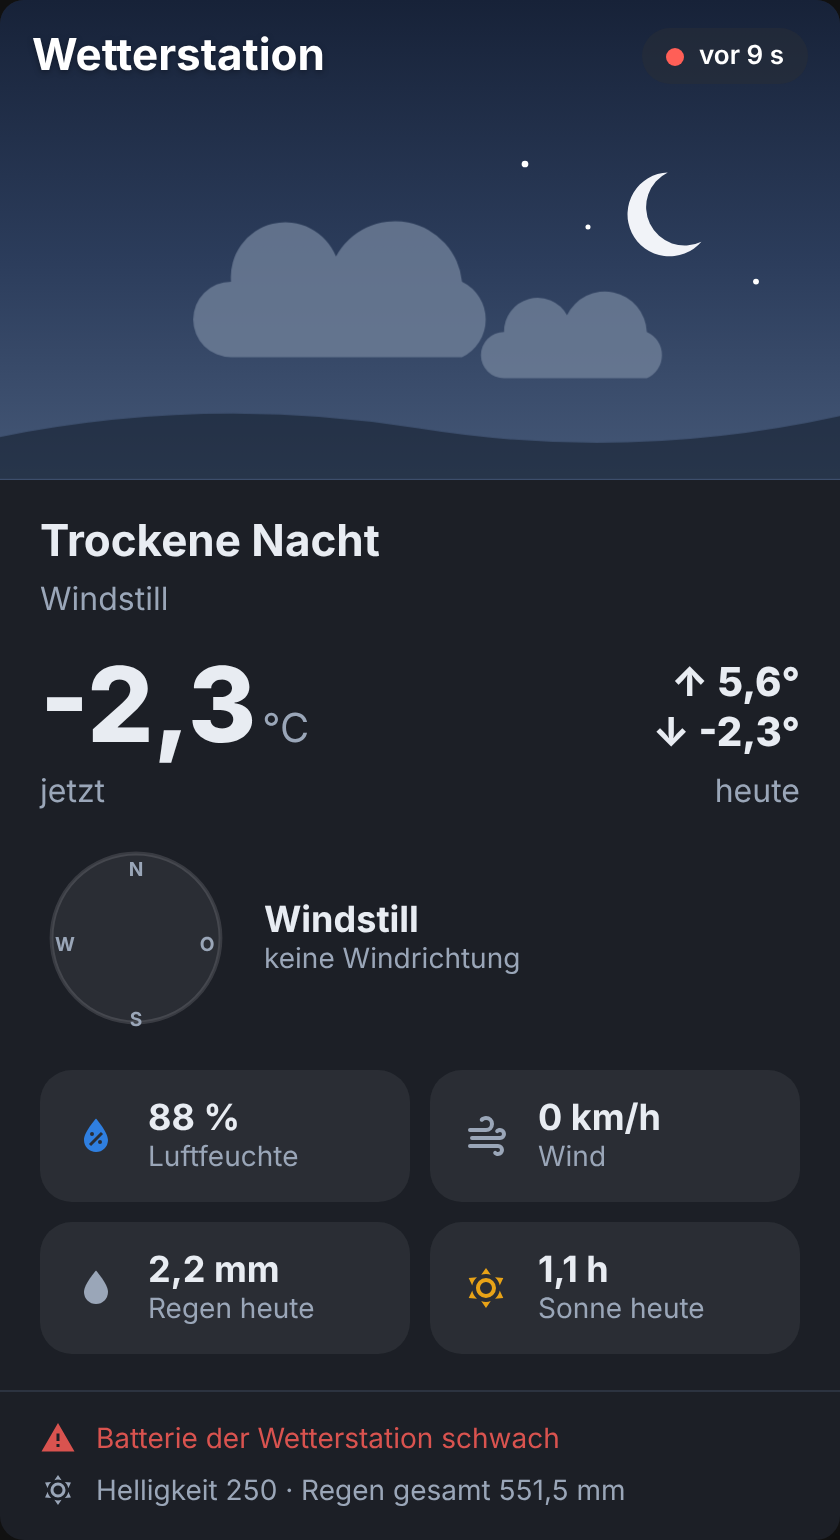 Wetterstation
vor 9 s
Trockene Nacht
Windstill
-2,3 °C
↑ 5,6°
↓ -2,3°
jetzt
heute
N
W
O
S
Windstill
keine Windrichtung
88 %
Luftfeuchte
0 km/h
Wind
2,2 mm
Regen heute
1,1 h
Sonne heute
Batterie der Wetterstation schwach
Helligkeit 250 · Regen gesamt 551,5 mm